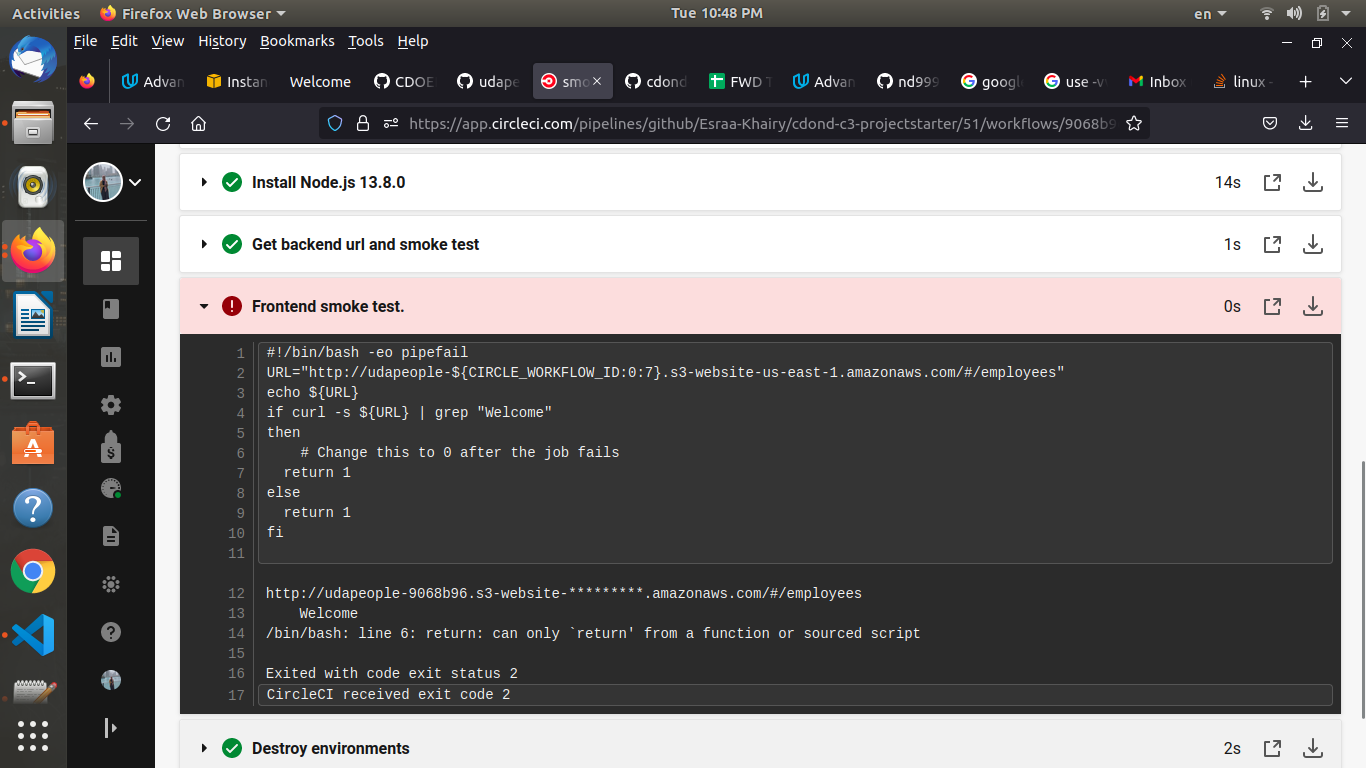 Activities Firefox Web Browser Tue 10:48 PM en
File Edit View History Bookmarks Tools Help
Advan Instan Welcome CDOE udape smo cdond FWD T Advan nd999 googl use -v Inbox linux -
https://app.circleci.com/pipelines/github/Esraa-Khairy/cdond-c3-projectstarter/51/workflows/9068b9
Install Node.js 13.8.0 14s
Get backend url and smoke test 1s
Frontend smoke test. 0s
1 #!/bin/bash -eo pipefail
2 URL="http://udapeople-${CIRCLE_WORKFLOW_ID:0:7}.s3-website-us-east-1.amazonaws.com/#/employees"
3 echo ${URL}
4 if curl -s ${URL} | grep "Welcome"
5 then
6 # Change this to 0 after the job fails
7 return 1
8 else
9 return 1
10 fi
11
12 http://udapeople-9068b96.s3-website-*********.amazonaws.com/#/employees
13 Welcome
14 /bin/bash: line 6: return: can only `return' from a function or sourced script
15
16 Exited with code exit status 2
17 CircleCI received exit code 2
Destroy environments 2s